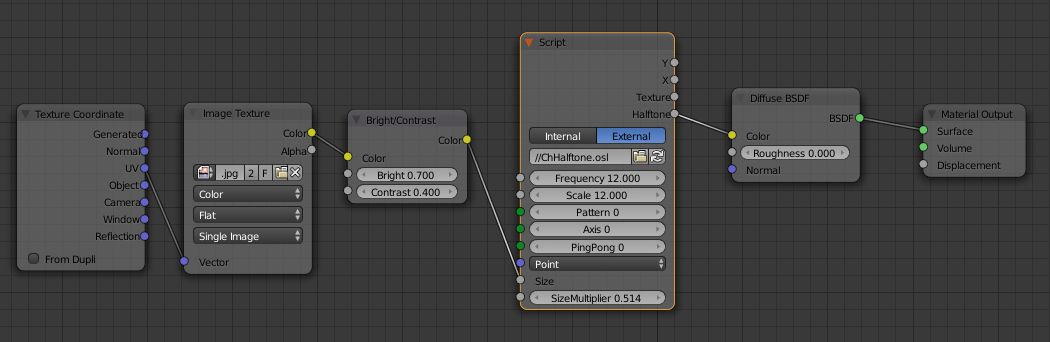 Texture Coordinate
Generated
Normal
UV
Object
Camera
Window
Reflection
From Dupli
Image Texture
Color
Alpha
.jpg 2 F
Color
Flat
Single Image
Vector
Bright/Contrast
Color
Color
Bright 0.700
Contrast 0.400
Script
Y
X
Texture
Halftone
Internal External
//ChHalftone.osl
Frequency 12.000
Scale 12.000
Pattern 0
Axis 0
PingPong 0
Point
Size
SizeMultiplier 0.514
Diffuse BSDF
BSDF
Color
Roughness 0.000
Normal
Material Output
Surface
Volume
Displacement